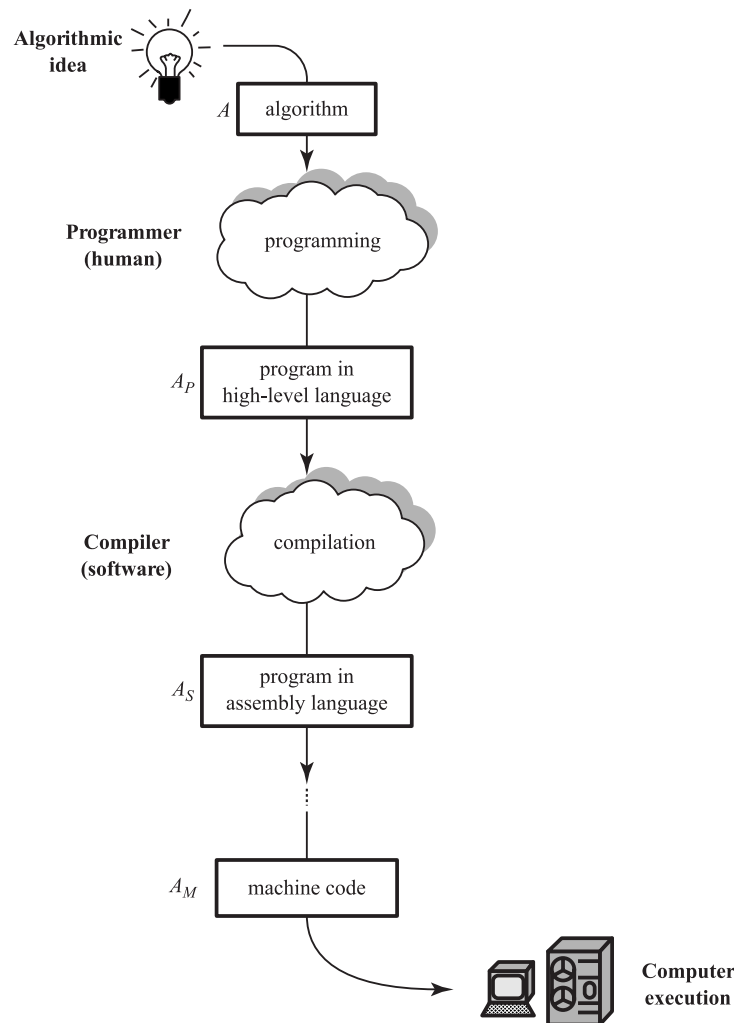 Algorithmic
idea
A
algorithm
Programmer
(human)
programming
A_P
program in
high-level language
Compiler
(software)
compilation
A_S
program in
assembly language
A_M
machine code
Computer
execution